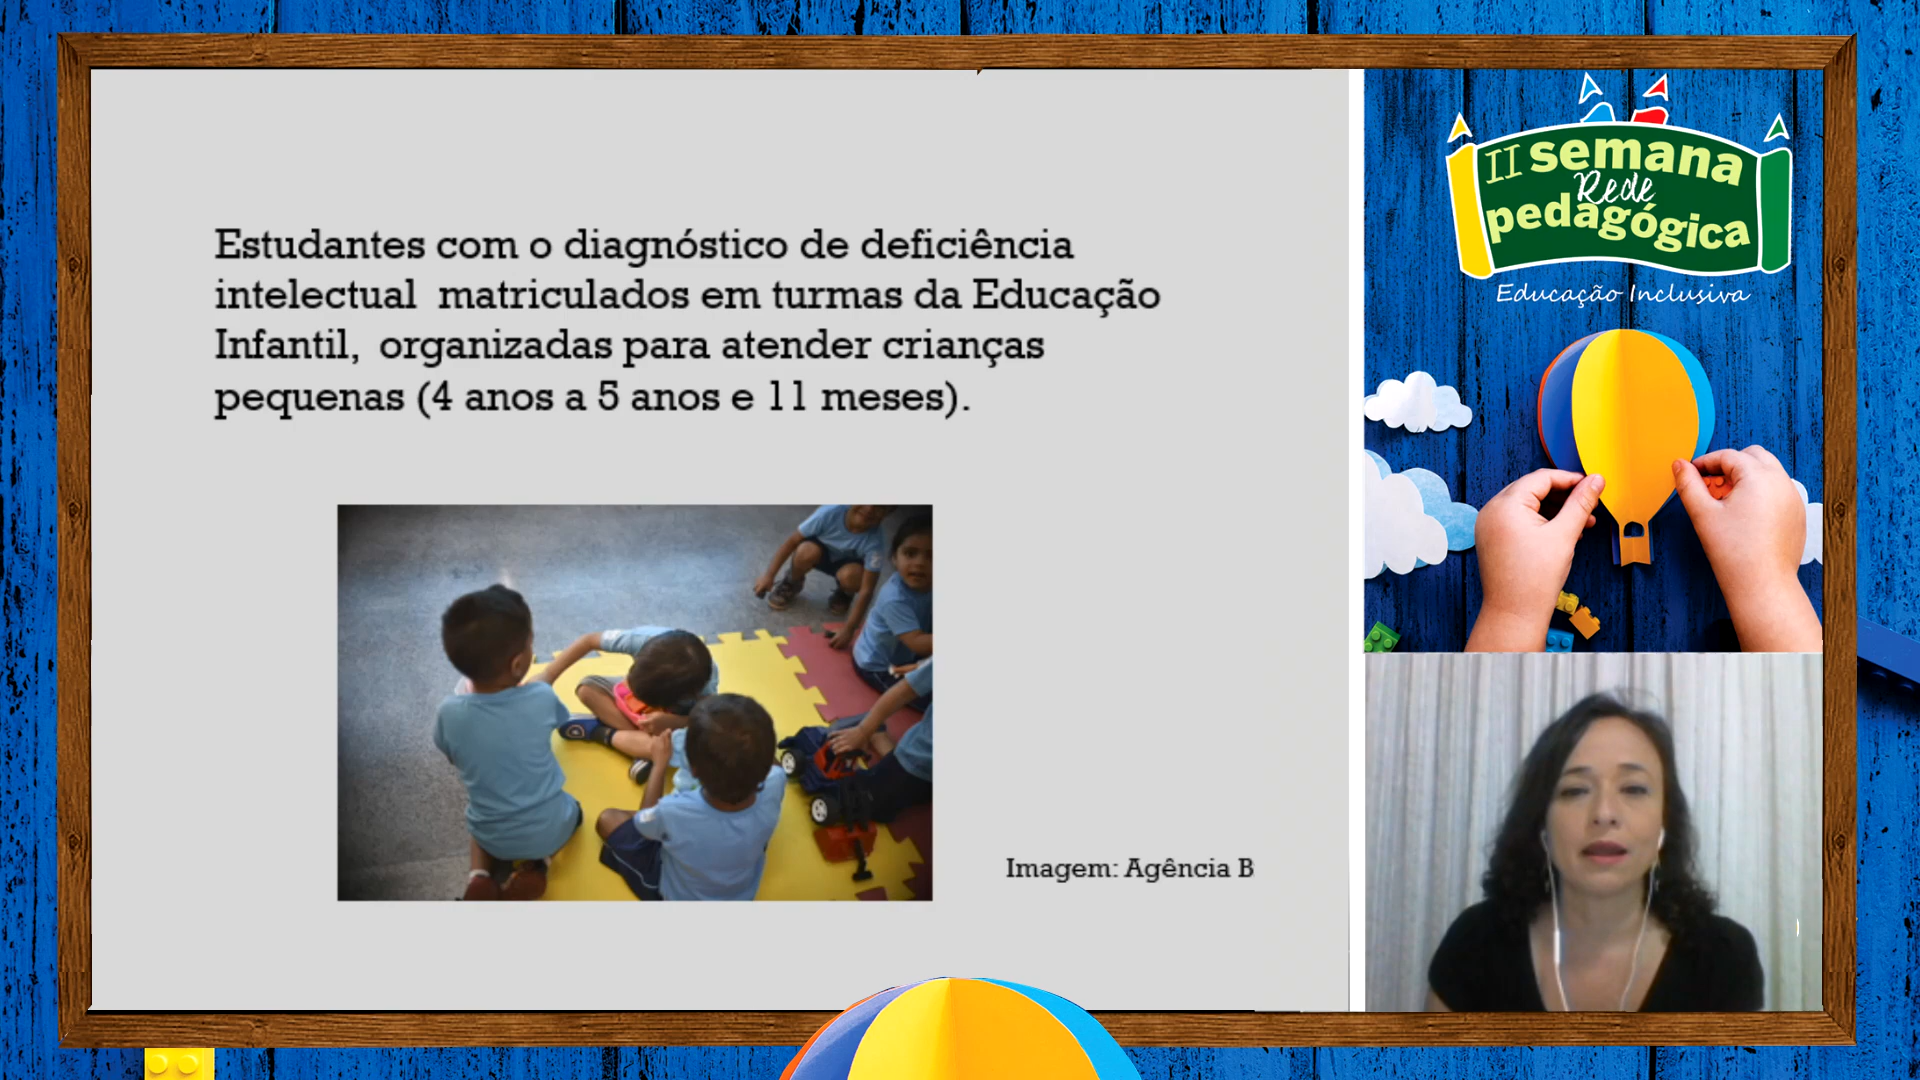 Estudantes com o diagnóstico de deficiência
intelectual matriculados em turmas da Educação
Infantil, organizadas para atender crianças
pequenas (4 anos a 5 anos e 11 meses).
Imagem: Agência B
II semana
Rede
pedagógica
Educação Inclusiva